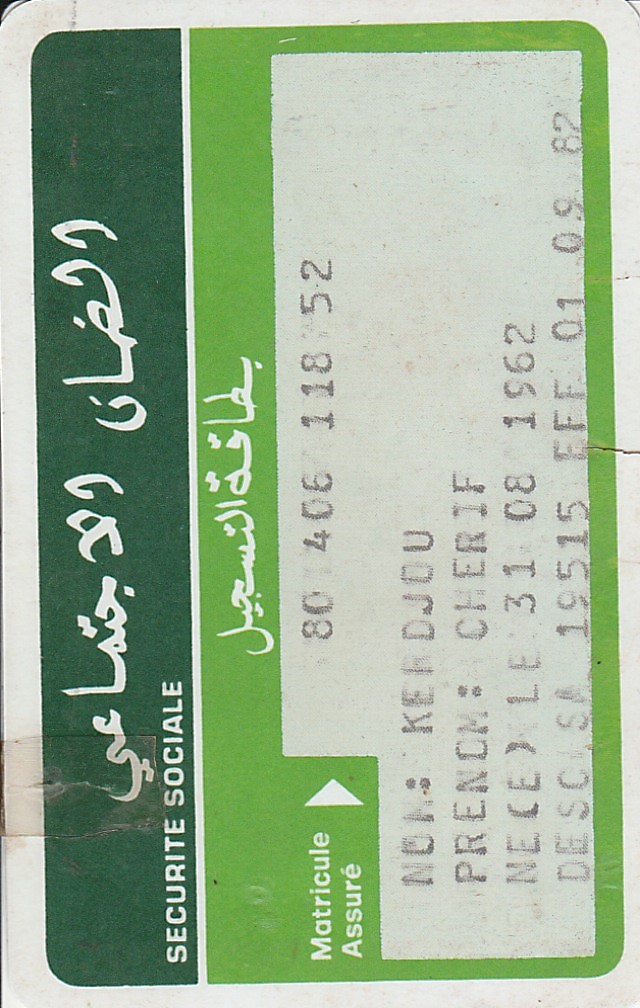 الضمان الاجتماعي
SECURITE SOCIALE
بطاقة التسجيل
Matricule
Assuré
80 406 118 52
NOM: KERDJOU
PRENOM: CHERIF
NE(E) LE 31 08 1962
DESC SA 19515 EFF 01 09 82